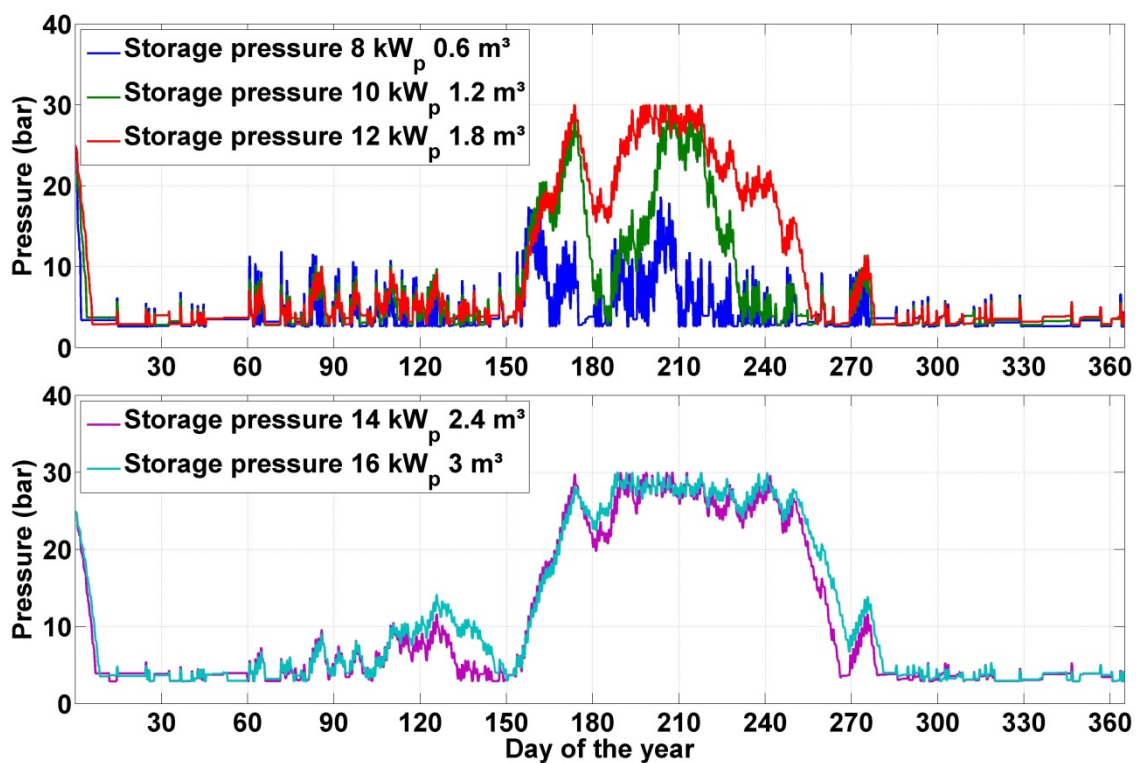 40
30
20
10
0
Pressure (bar)
Storage pressure 8 kWp 0.6 m³
Storage pressure 10 kWp 1.2 m³
Storage pressure 12 kWp 1.8 m³
30 60 90 120 150 180 210 240 270 300 330 360
40
30
20
10
0
Pressure (bar)
Storage pressure 14 kWp 2.4 m³
Storage pressure 16 kWp 3 m³
30 60 90 120 150 180 210 240 270 300 330 360
Day of the year